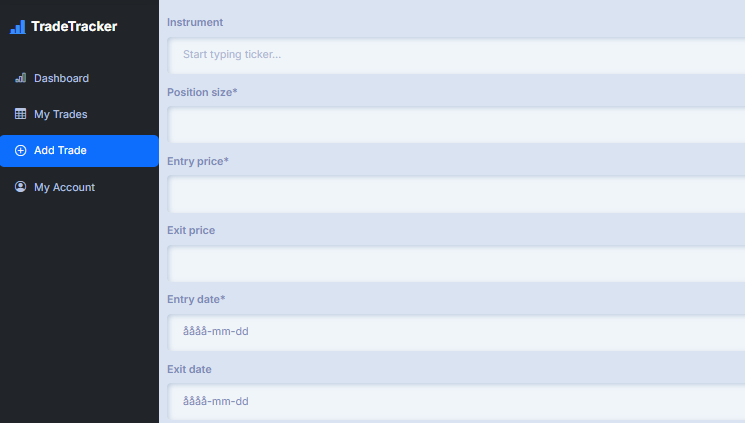 TradeTracker
Dashboard
My Trades
Add Trade
My Account
Instrument
Start typing ticker...
Position size*
Entry price*
Exit price
Entry date*
åååå-mm-dd
Exit date
åååå-mm-dd